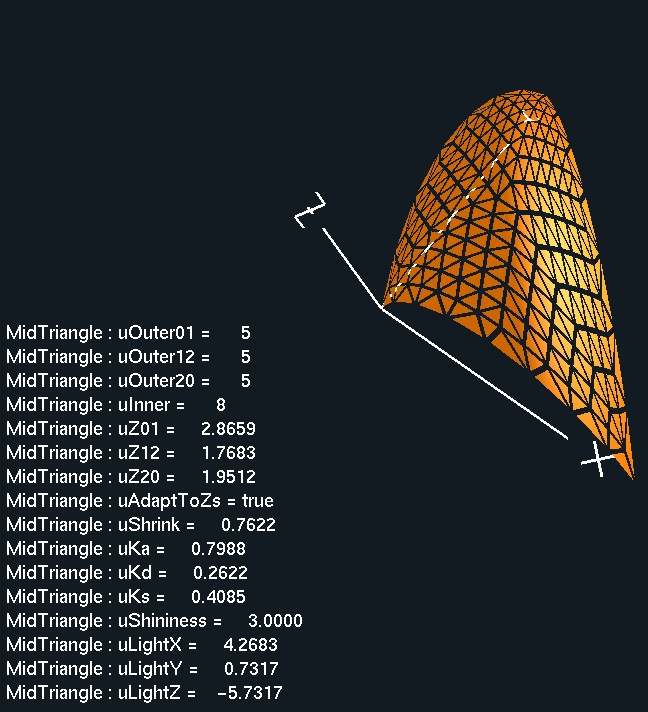 Y
Z
MidTriangle : uOuter01 = 5
MidTriangle : uOuter12 = 5
MidTriangle : uOuter20 = 5
MidTriangle : uInner = 8
MidTriangle : uZ01 = 2.8659
MidTriangle : uZ12 = 1.7683
MidTriangle : uZ20 = 1.9512
X
MidTriangle : uAdaptToZs = true
MidTriangle : uShrink = 0.7622
MidTriangle : uKa = 0.7988
MidTriangle : uKd = 0.2622
MidTriangle : uKs = 0.4085
MidTriangle : uShininess = 3.0000
MidTriangle : uLightX = 4.2683
MidTriangle : uLightY = 0.7317
MidTriangle : uLightZ = −5.7317